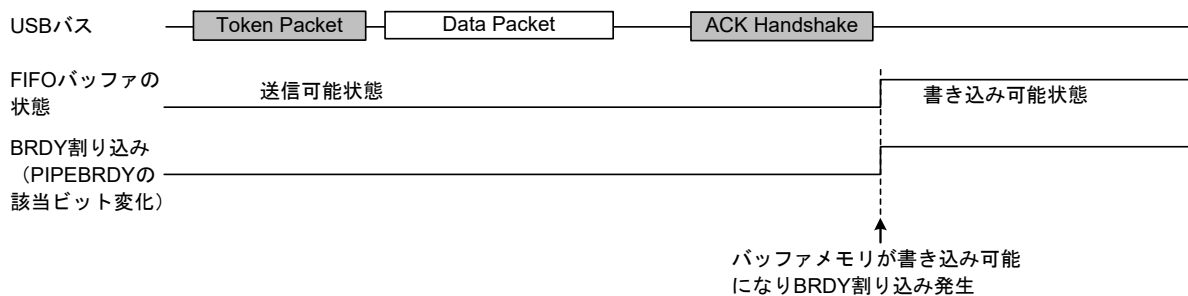 USBバス
Token Packet
Data Packet
ACK Handshake
FIFOバッファの
状態
送信可能状態
書き込み可能状態
BRDY割り込み
（PIPEBRDYの
該当ビット変化）
バッファメモリが書き込み可能
になりBRDY割り込み発生